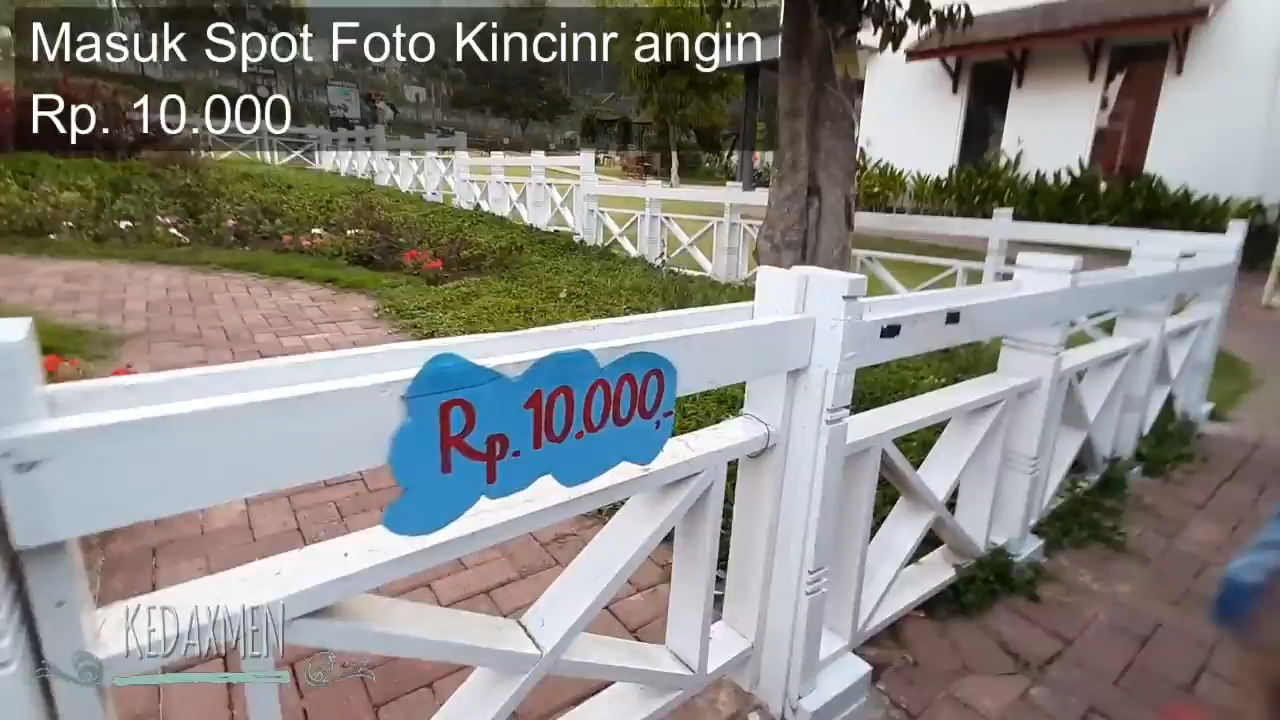 Masuk Spot Foto Kincinr angin
Rp. 10.000
Rp. 10.000,-
KEDAXMEN